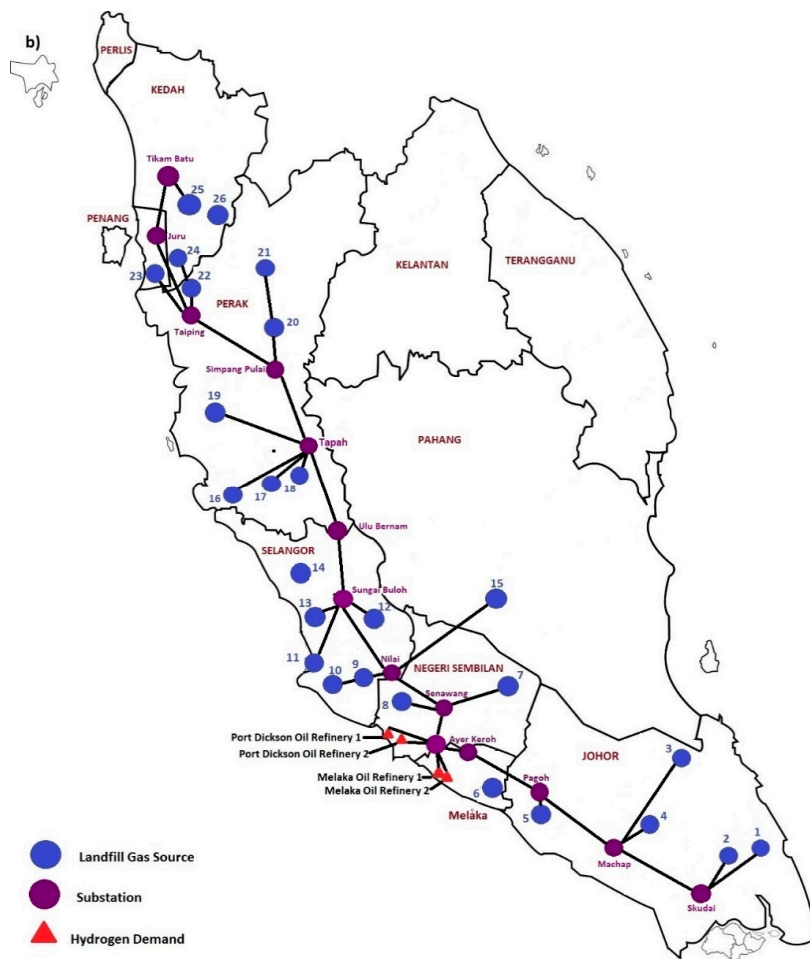 b)
PERLIS
KEDAH
Tikam Batu
25
26
PENANG
Juru
24
21
23
22
KELANTAN
TERANGGANU
PERAK
20
Taiping
Simpang Pulai
19
Tapah
PAHANG
16
17
18
Ulu Bernam
SELANGOR
14
Sungai Buloh
15
13
12
11
Nilai
NEGERI SEMBILAN
10
9
7
Senawang
8
Port Dickson Oil Refinery 1
Ayer Keroh
Port Dickson Oil Refinery 2
JOHOR
3
Melaka Oil Refinery 1
Pagoh
Melaka Oil Refinery 2
6
Melaka
5
4
2
1
Machap
Landfill Gas Source
Substation
Skudai
Hydrogen Demand